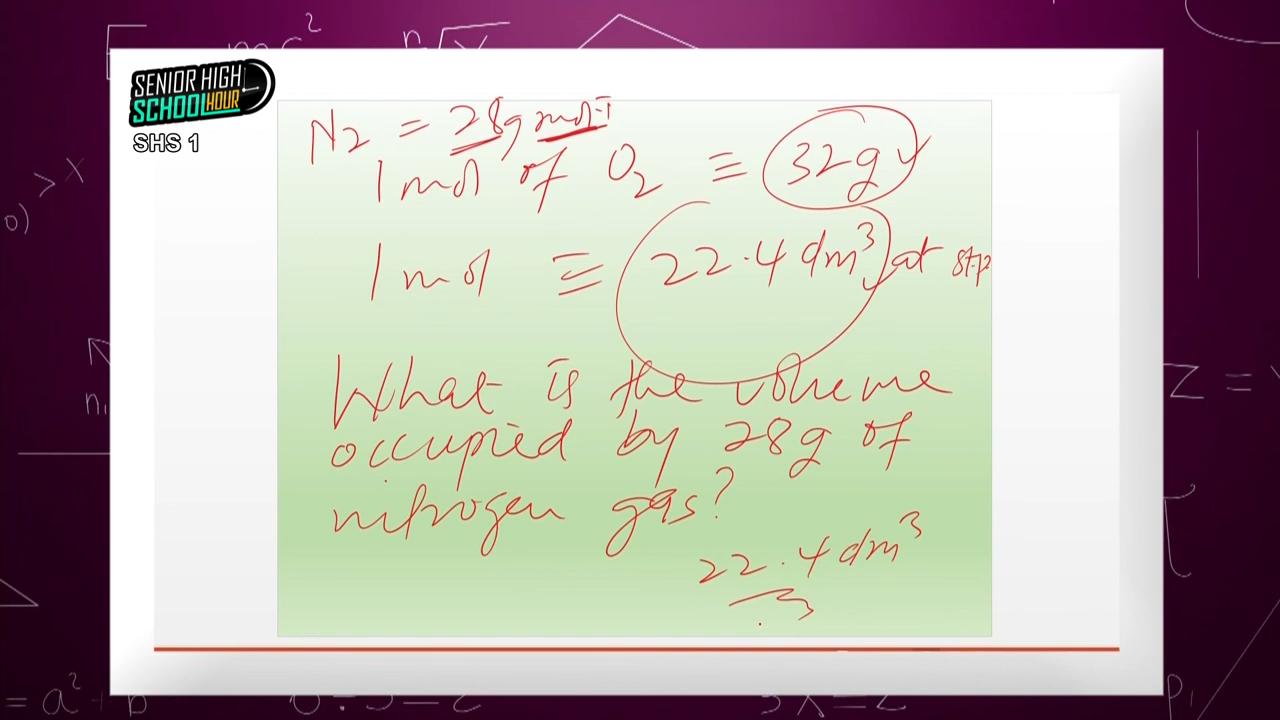 SENIOR HIGH
SCHOOL HOUR
SHS 1
N2 = 28g mol⁻¹
1 mol of O2 ≡ 32g
1 mol ≡ 22.4 dm³ at s.t.p
What is the volume
occupied by 28g of
nitrogen gas?
22.4 dm³